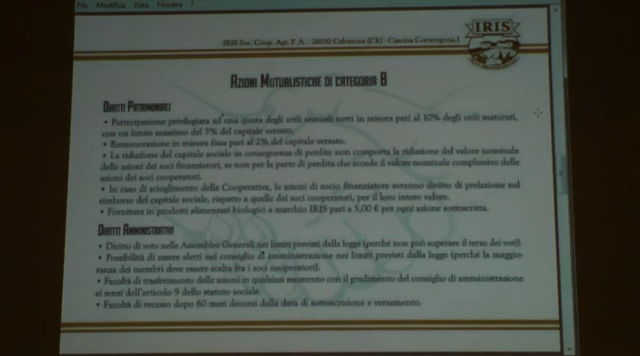 File Modifica Vista Finestra ?
IRIS Soc. Coop. Agr. P. A. - 26030 Calvatone (CR) - Cascina Corteregona,1
IRIS
AZIONI MUTUALISTICHE DI CATEGORIA B
DIRITTI PATRIMONIALI
• Partecipazione privilegiata ad una quota degli utili annuali netti in misura pari al 10% degli utili maturati,
con un limite massimo del 5% del capitale versato.
• Remunerazione in misura fissa pari al 2% del capitale versato.
• La riduzione del capitale sociale in conseguenza di perdite non comporta la riduzione del valore nominale
delle azioni dei soci finanziatori, se non per la parte di perdita che eccede il valore nominale complessivo delle
azioni dei soci cooperatori.
• In caso di scioglimento della Cooperativa, le azioni di socio finanziatore avranno diritto di prelazione nel
rimborso del capitale sociale, rispetto a quelle dei soci cooperatori, per il loro intero valore.
• Fornitura in prodotti alimentari biologici a marchio IRIS pari a 5,00 € per ogni azione sottoscritta.
DIRITTI AMMINISTRATIVI
• Diritto di voto nelle Assemblee Generali nei limiti previsti dalla legge (perché non può superare il terzo dei voti).
• Possibilità di essere eletti nel consiglio di amministrazione nei limiti previsti dalla legge (perché la maggio-
ranza dei membri deve essere scelta fra i soci cooperatori).
• Facoltà di trasferimento delle azioni in qualsiasi momento con il gradimento del consiglio di amministrazione
ai sensi dell'articolo 9 dello statuto sociale.
• Facoltà di recesso dopo 60 mesi decorsi dalla data di sottoscrizione e versamento.